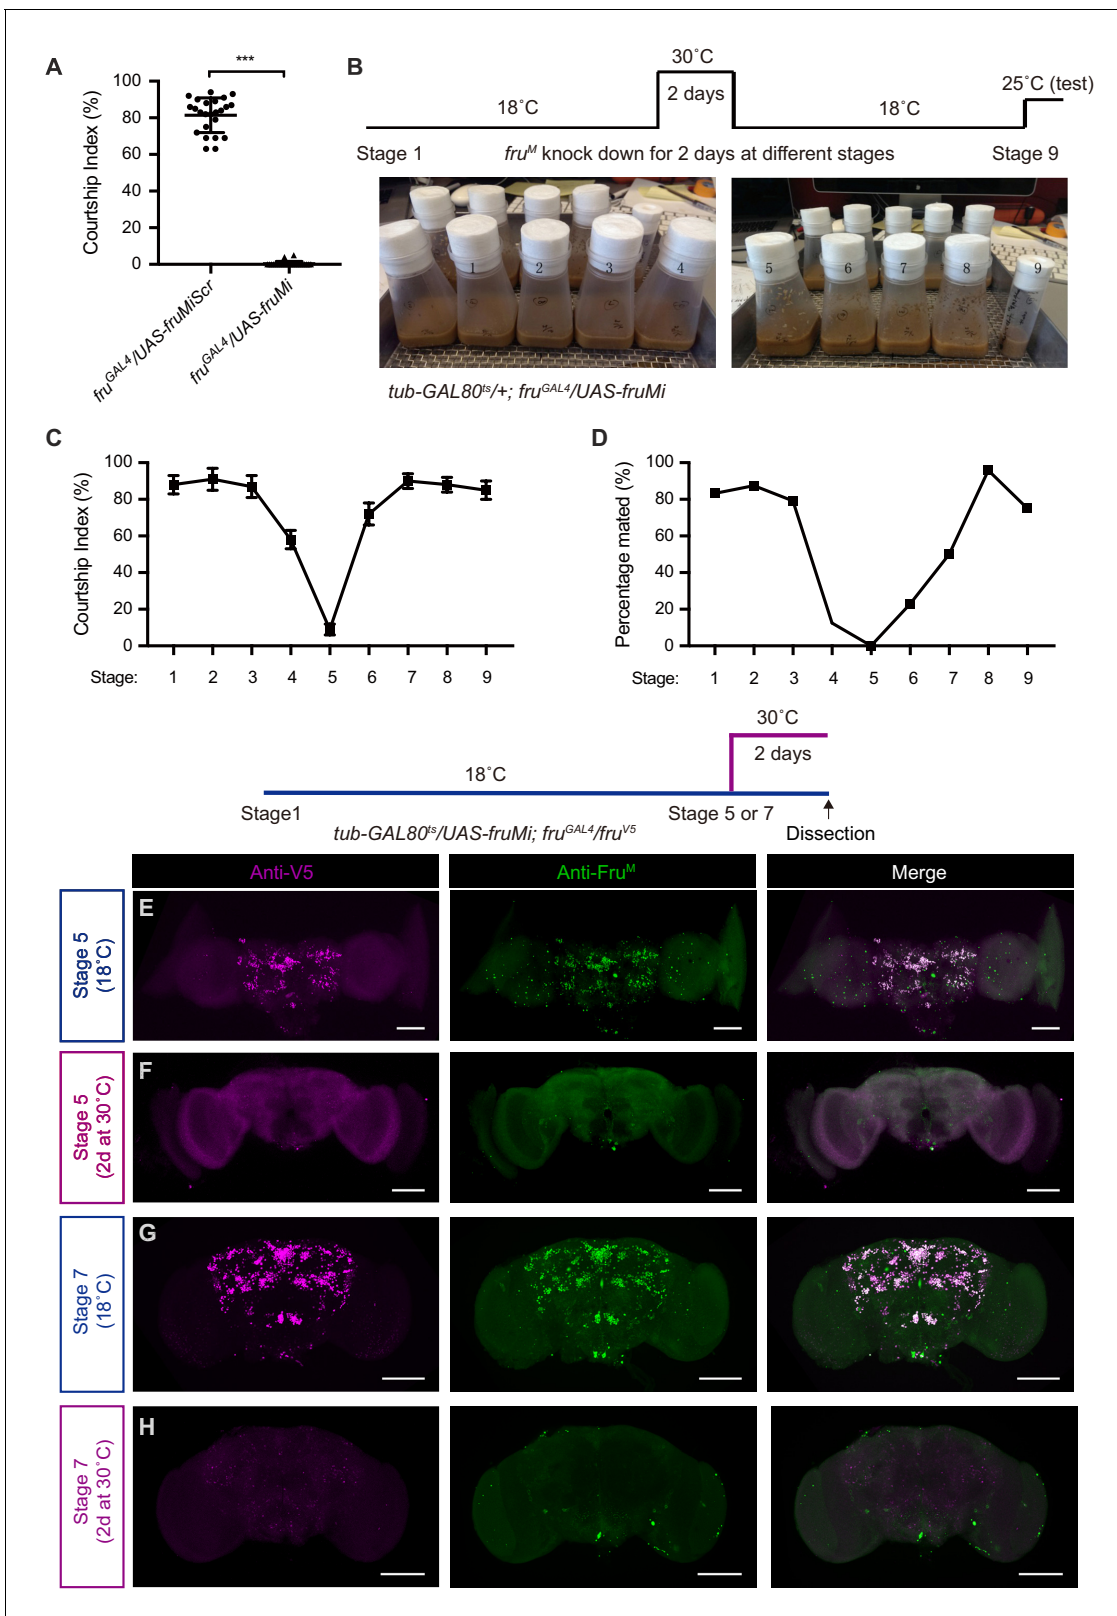 A
***
Courtship Index (%)
100
80
60
40
20
0
fru^GAL4/UAS-fruMiScr
fru^GAL4/UAS-fruMi
B
30˚C
2 days
18˚C
18˚C
25˚C (test)
Stage 1
fru^M knock down for 2 days at different stages
Stage 9
1
2
3
4
5
6
7
8
9
tub-GAL80^ts/+; fru^GAL4/UAS-fruMi
C
Courtship Index (%)
100
80
60
40
20
0
Stage: 1 2 3 4 5 6 7 8 9
D
Percentage mated (%)
100
80
60
40
20
0
Stage: 1 2 3 4 5 6 7 8 9
30˚C
2 days
18˚C
Stage1
Stage 5 or 7
Dissection
tub-GAL80^ts/UAS-fruMi; fru^GAL4/fru^V5
Anti-V5
Anti-Fru^M
Merge
Stage 5
(18˚C)
E
Stage 5
(2d at 30˚C)
F
Stage 7
(18˚C)
G
Stage 7
(2d at 30˚C)
H